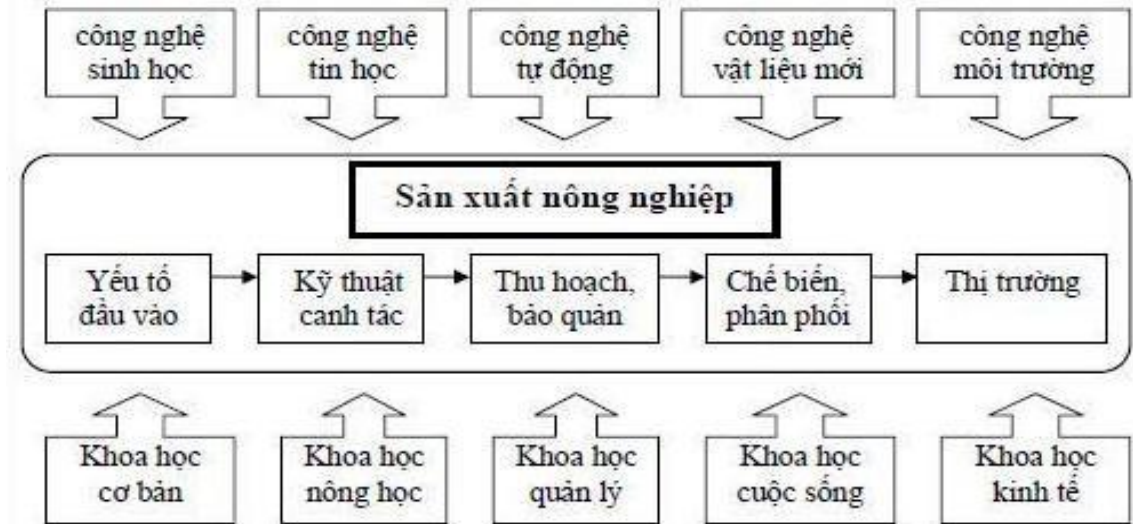 công nghệ
sinh học
công nghệ
tin học
công nghệ
tự động
công nghệ
vật liệu mới
công nghệ
môi trường
Sản xuất nông nghiệp
Yếu tố
đầu vào
Kỹ thuật
canh tác
Thu hoạch,
bảo quản
Chế biến,
phân phối
Thị trường
Khoa học
cơ bản
Khoa học
nông học
Khoa học
quản lý
Khoa học
cuộc sống
Khoa học
kinh tế